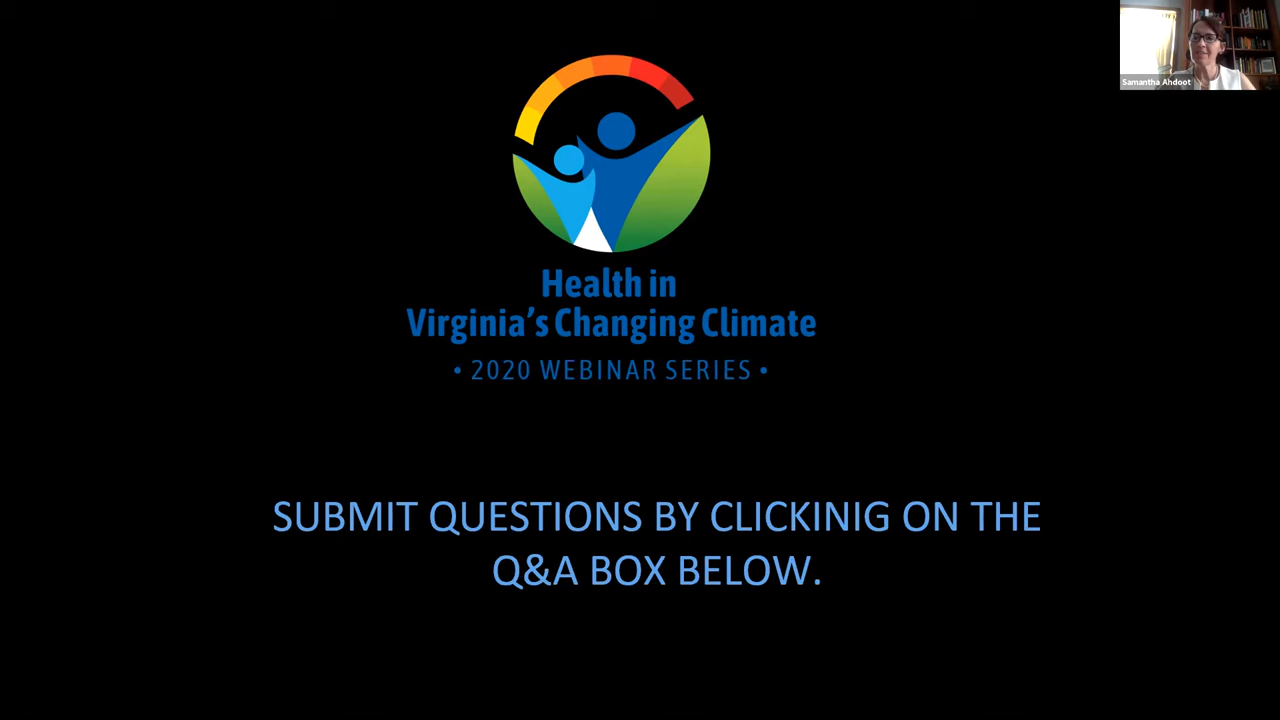 Samantha Ahdoot
Health in
Virginia's Changing Climate
• 2020 WEBINAR SERIES •
SUBMIT QUESTIONS BY CLICKINIG ON THE
Q&A BOX BELOW.